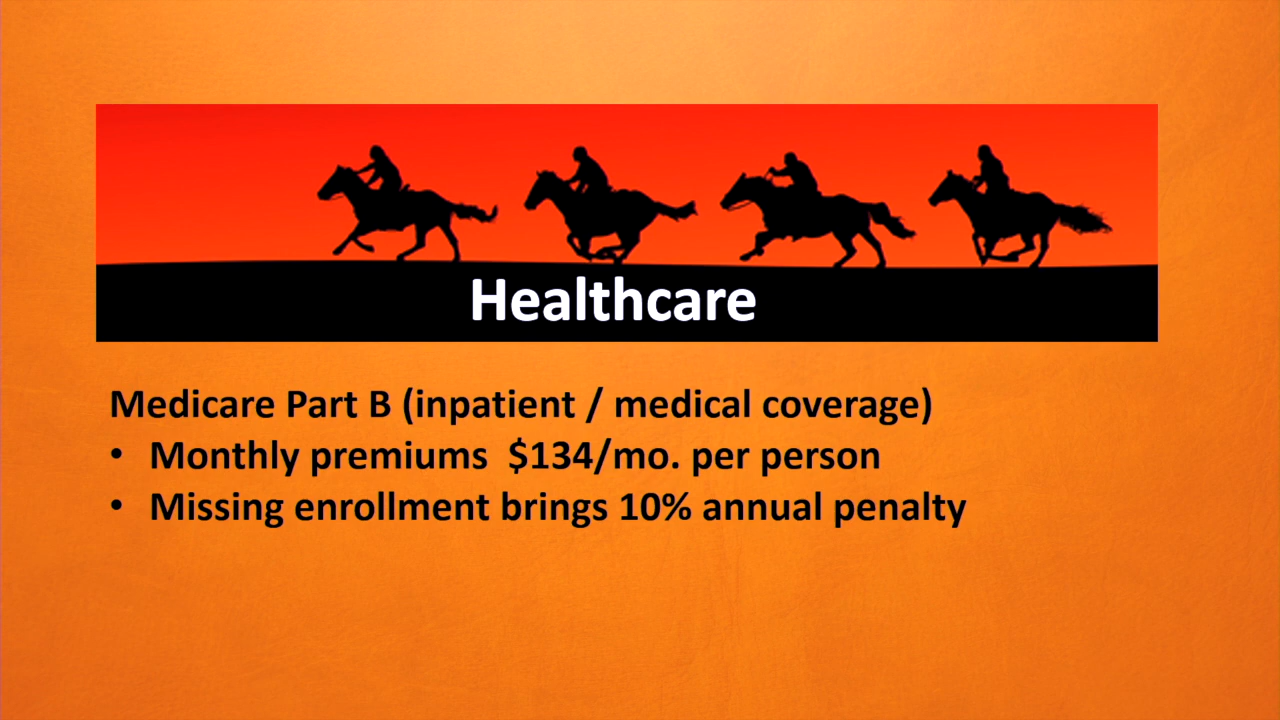 Healthcare
Medicare Part B (inpatient / medical coverage)
• Monthly premiums $134/mo. per person
• Missing enrollment brings 10% annual penalty